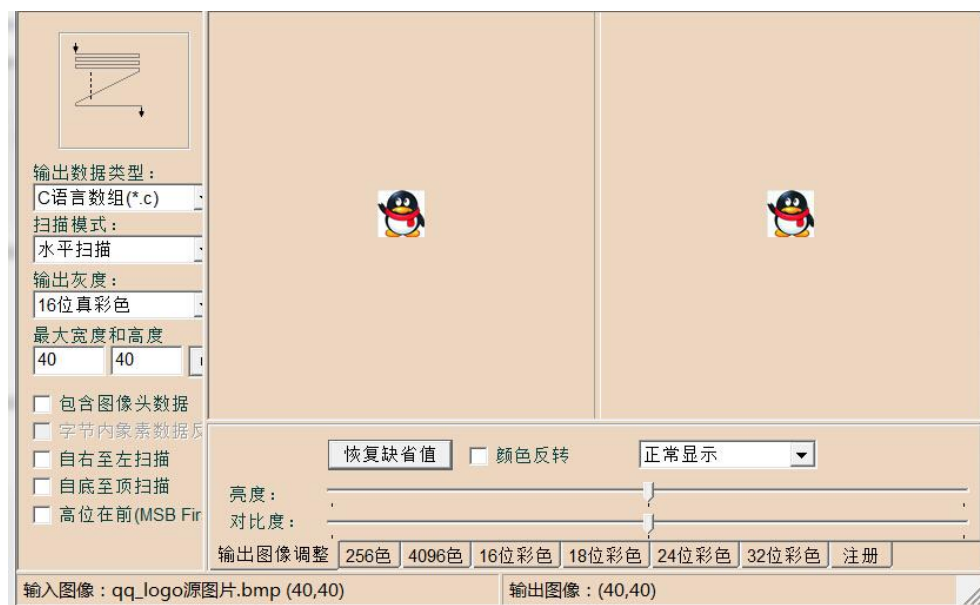 输出数据类型：
C语言数组(*.c)
扫描模式：
水平扫描
输出灰度：
16位真彩色
最大宽度和高度
40 40
包含图像头数据
字节内象素数据反
自右至左扫描
自底至顶扫描
高位在前(MSB Fir
恢复缺省值 颜色反转 正常显示
亮度：
对比度：
输出图像调整 256色 4096色 16位彩色 18位彩色 24位彩色 32位彩色 注册
输入图像：qq_logo源图片.bmp (40,40) 输出图像：(40,40)